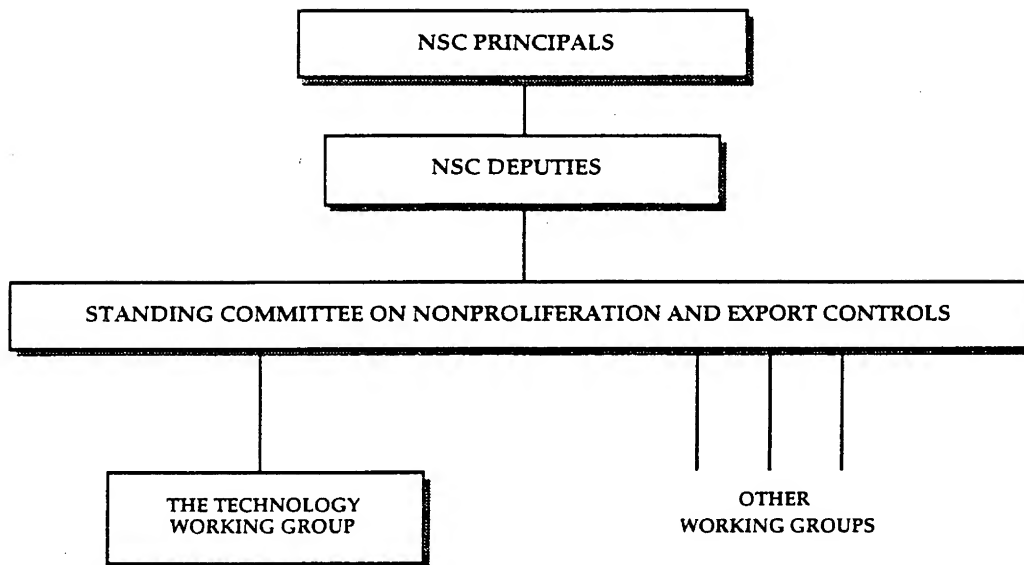 NSC PRINCIPALS
NSC DEPUTIES
STANDING COMMITTEE ON NONPROLIFERATION AND EXPORT CONTROLS
THE TECHNOLOGY
WORKING GROUP
OTHER
WORKING GROUPS